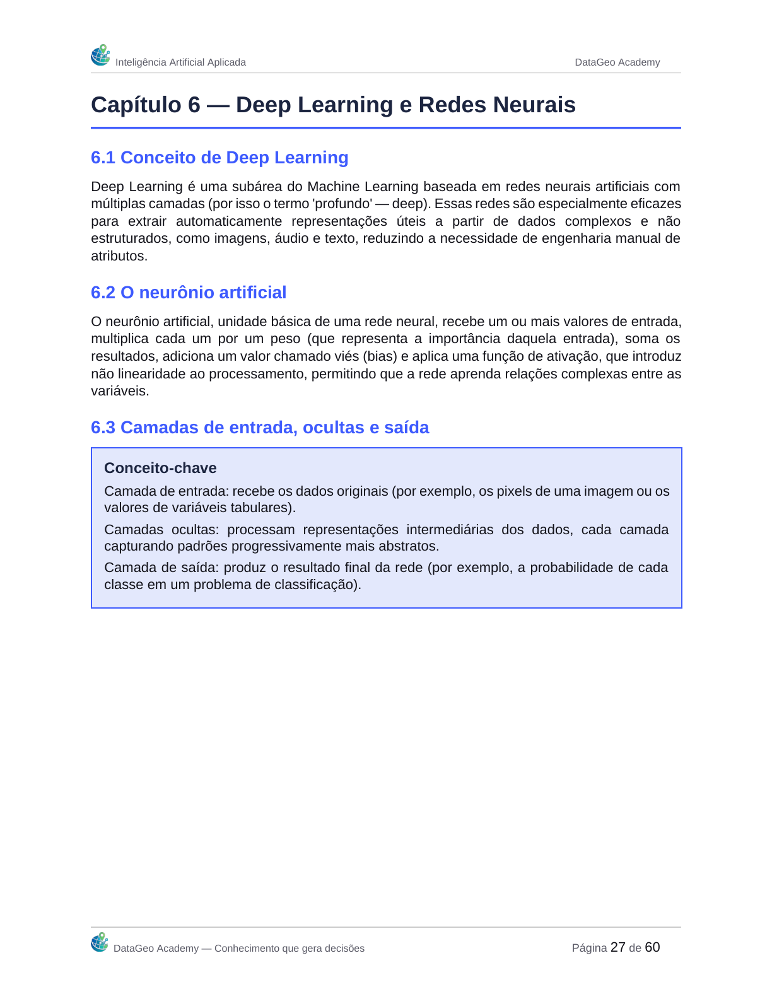 Inteligência Artificial Aplicada DataGeo Academy
Capítulo 6 — Deep Learning e Redes Neurais
6.1 Conceito de Deep Learning
Deep Learning é uma subárea do Machine Learning baseada em redes neurais artificiais com
múltiplas camadas (por isso o termo 'profundo' — deep). Essas redes são especialmente eficazes
para extrair automaticamente representações úteis a partir de dados complexos e não
estruturados, como imagens, áudio e texto, reduzindo a necessidade de engenharia manual de
atributos.
6.2 O neurônio artificial
O neurônio artificial, unidade básica de uma rede neural, recebe um ou mais valores de entrada,
multiplica cada um por um peso (que representa a importância daquela entrada), soma os
resultados, adiciona um valor chamado viés (bias) e aplica uma função de ativação, que introduz
não linearidade ao processamento, permitindo que a rede aprenda relações complexas entre as
variáveis.
6.3 Camadas de entrada, ocultas e saída
Conceito-chave
Camada de entrada: recebe os dados originais (por exemplo, os pixels de uma imagem ou os
valores de variáveis tabulares).
Camadas ocultas: processam representações intermediárias dos dados, cada camada
capturando padrões progressivamente mais abstratos.
Camada de saída: produz o resultado final da rede (por exemplo, a probabilidade de cada
classe em um problema de classificação).
DataGeo Academy — Conhecimento que gera decisões Página 27 de 60